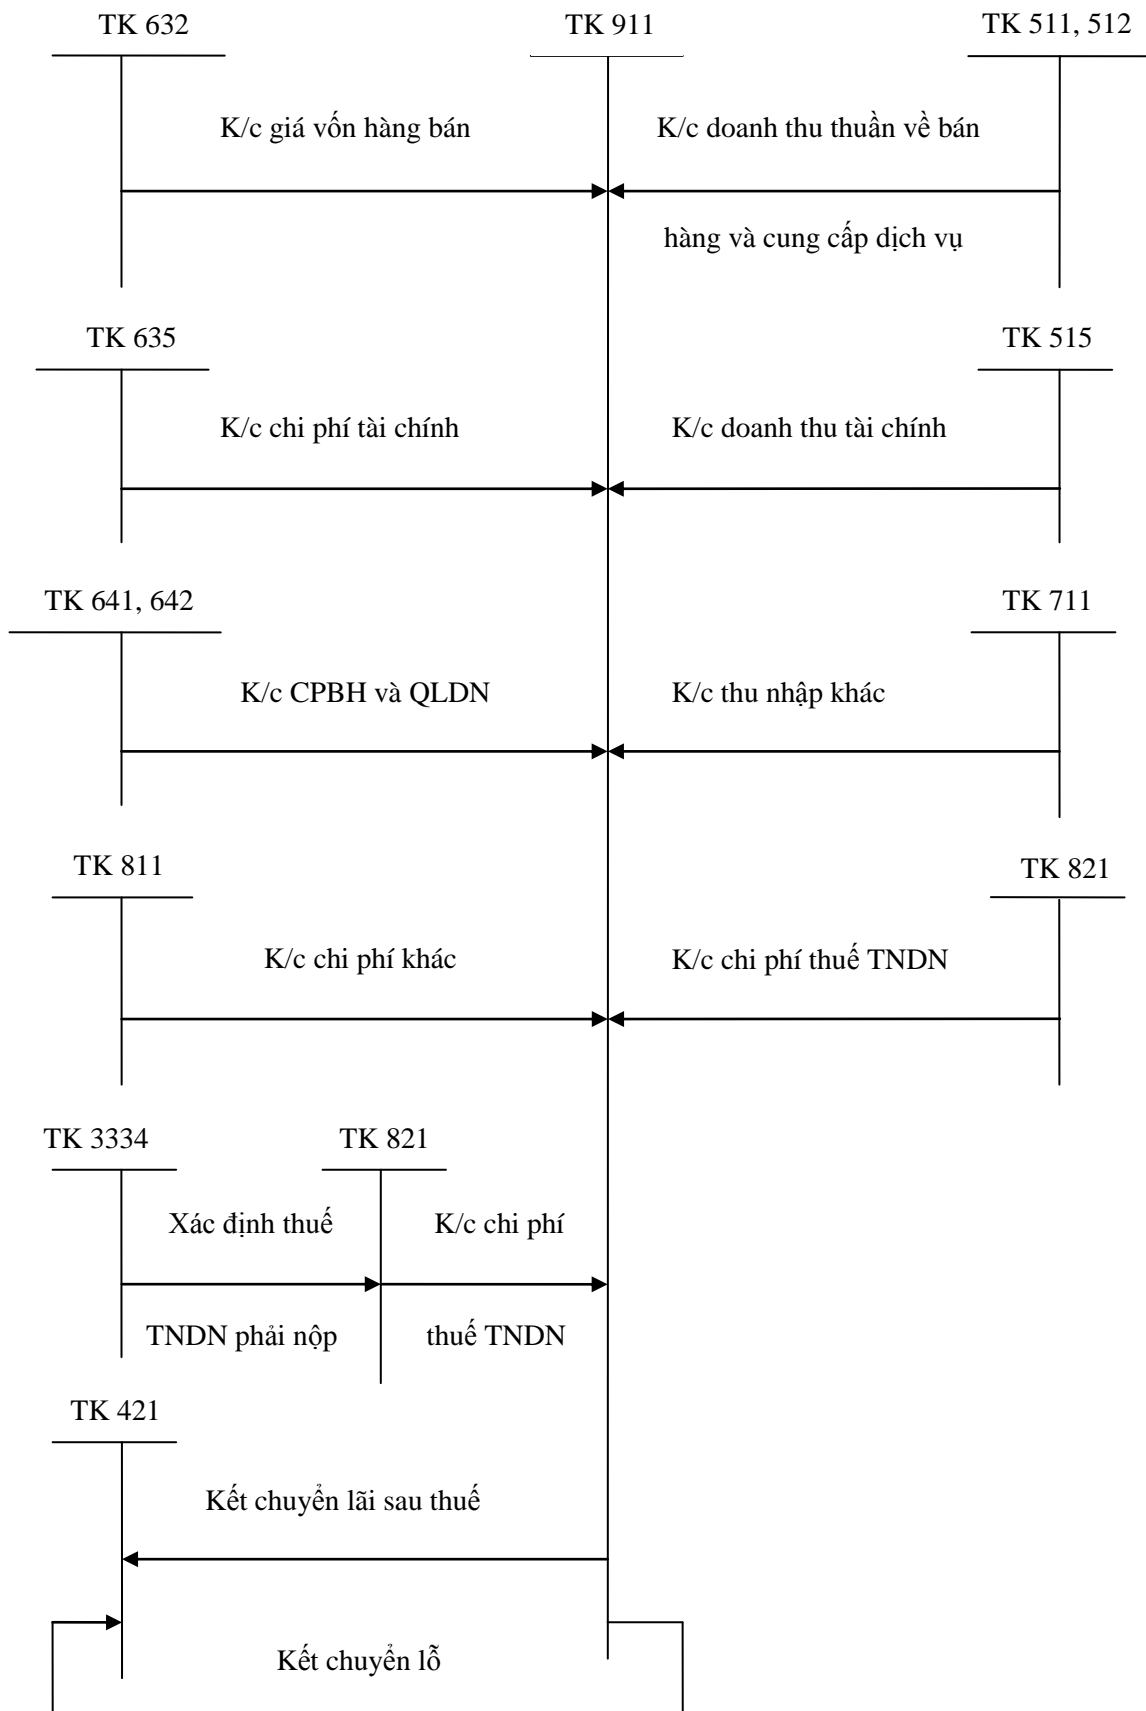 TK 632
TK 911
TK 511, 512
K/c giá vốn hàng bán
K/c doanh thu thuần về bán
hàng và cung cấp dịch vụ
TK 635
TK 515
K/c chi phí tài chính
K/c doanh thu tài chính
TK 641, 642
TK 711
K/c CPBH và QLDN
K/c thu nhập khác
TK 811
TK 821
K/c chi phí khác
K/c chi phí thuế TNDN
TK 3334
TK 821
Xác định thuế
K/c chi phí
TNDN phải nộp
thuế TNDN
TK 421
Kết chuyển lãi sau thuế
Kết chuyển lỗ